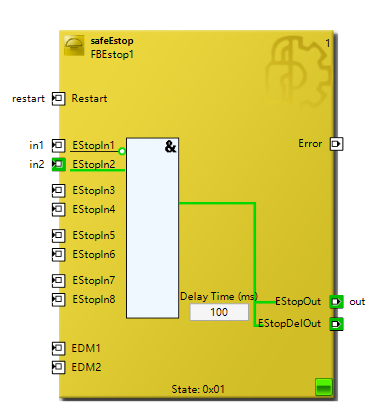 safeEstop
1
FBEstop1
restart
Restart
in1
EStopIn1
&
Error
in2
EStopIn2
EStopIn3
EStopIn4
EStopIn5
EStopIn6
EStopIn7
Delay Time (ms)
EStopIn8
EStopOut
out
100
EStopDelOut
EDM1
EDM2
State: 0x01